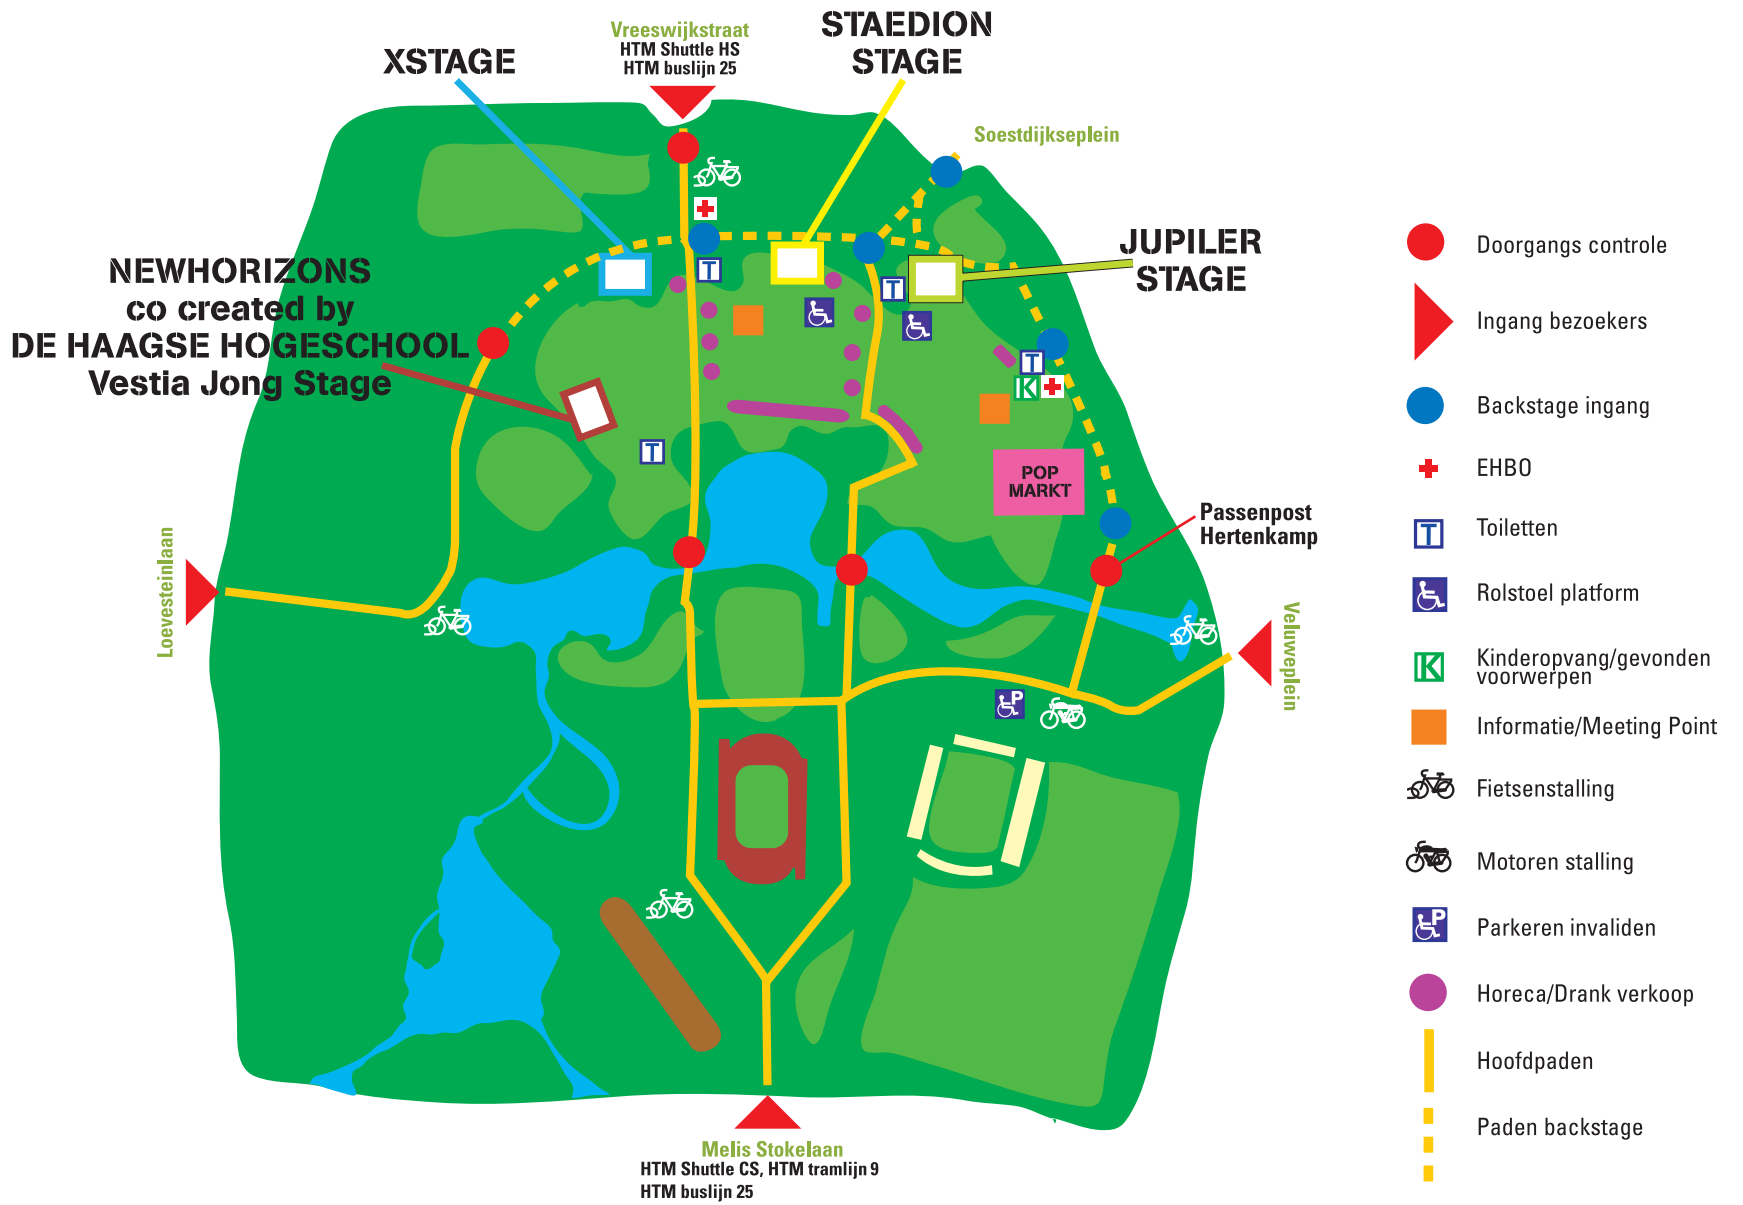 Vreeswijkstraat
HTM Shuttle HS
HTM buslijn 25
STAEDION
STAGE
XSTAGE
Soestdijkseplein
JUPILER
STAGE
NEWHORIZONS
co created by
DE HAAGSE HOGESCHOOL
Vestia Jong Stage
T
T
T
K
T
POP
MARKT
Passenpost
Hertenkamp
Loevesteinlaan
Veluweplein
P
Melis Stokelaan
HTM Shuttle CS, HTM tramlijn 9
HTM buslijn 25
Doorgangs controle
Ingang bezoekers
Backstage ingang
EHBO
T
Toiletten
Rolstoel platform
K
Kinderopvang/gevonden
voorwerpen
Informatie/Meeting Point
Fietsenstalling
Motoren stalling
P
Parkeren invaliden
Horeca/Drank verkoop
Hoofdpaden
Paden backstage